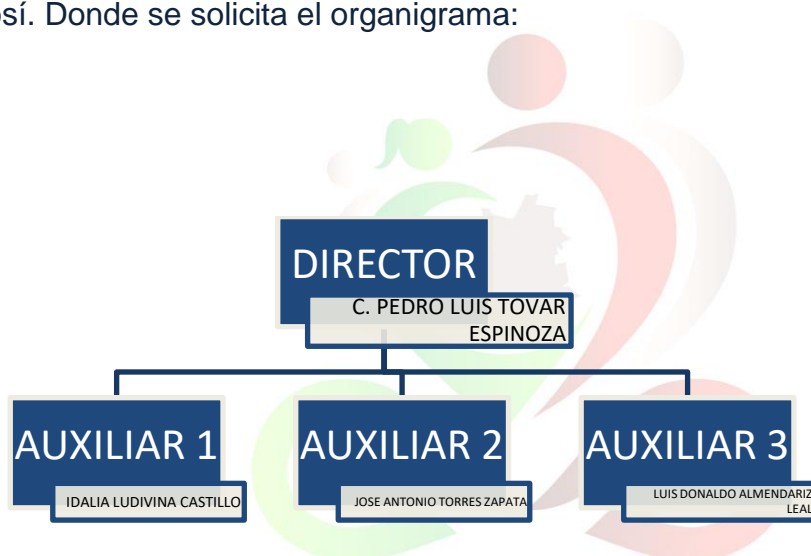 osí. Donde se solicita el organigrama:
DIRECTOR
C. PEDRO LUIS TOVAR
ESPINOZA
AUXILIAR 1
IDALIA LUDIVINA CASTILLO
AUXILIAR 2
JOSE ANTONIO TORRES ZAPATA
AUXILIAR 3
LUIS DONALDO ALMENDARIZ
LEAL